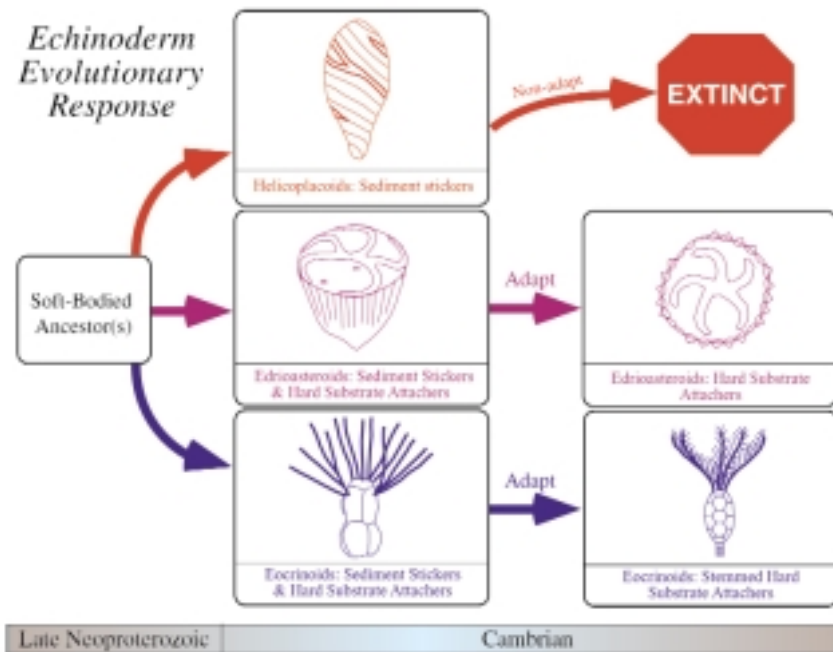 Echinoderm
Evolutionary
Response
Non-adapt
EXTINCT
Helicoplacoids: Sediment stickers
Soft-Bodied
Ancestor(s)
Adapt
Edrioasteroids: Sediment Stickers
& Hard Substrate Attachers
Edrioasteroids: Hard Substrate
Attachers
Adapt
Eocrinoids: Sediment Stickers
& Hard Substrate Attachers
Eocrinoids: Stemmed Hard
Substrate Attachers
Late Neoproterozoic
Cambrian